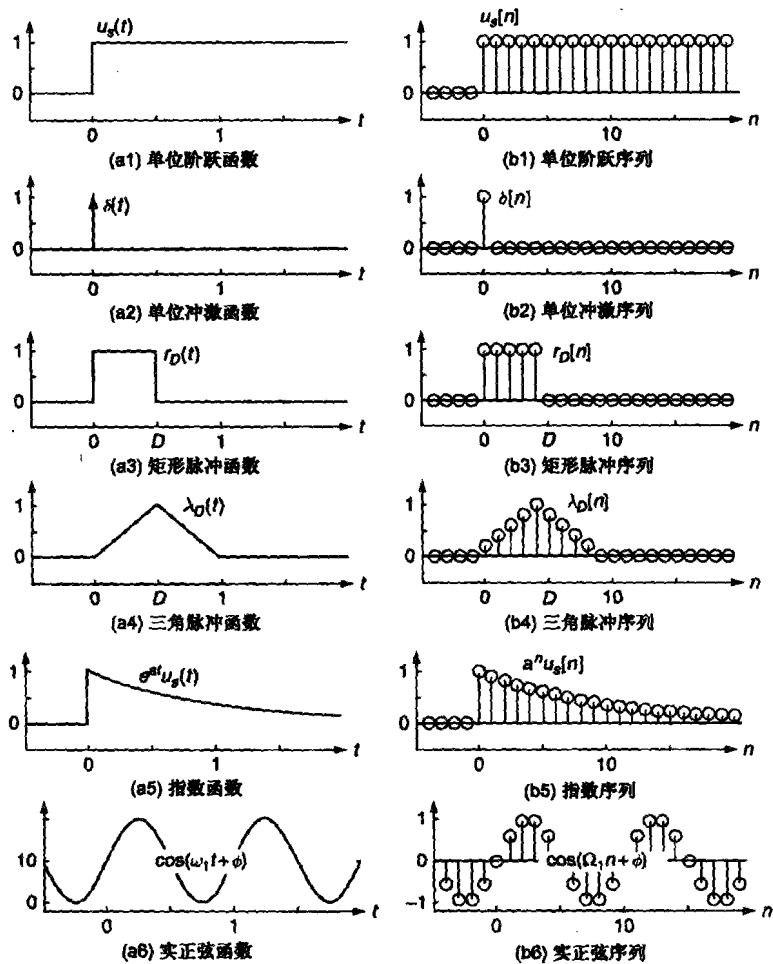 u_s(t)
1
0
0 1 t
(a1) 单位阶跃函数
u_s[n]
1
0
0 10 n
(b1) 单位阶跃序列
δ(t)
1
0
0 1 t
(a2) 单位冲激函数
δ[n]
1
0
0 10 n
(b2) 单位冲激序列
r_D(t)
1
0
0 D 1 t
(a3) 矩形脉冲函数
r_D[n]
1
0
0 D 10 n
(b3) 矩形脉冲序列
λ_D(t)
1
0
0 D 1 t
(a4) 三角脉冲函数
λ_D[n]
1
0
0 D 10 n
(b4) 三角脉冲序列
e^{at}u_s(t)
1
0
0 1 t
(a5) 指数函数
a^n u_s[n]
1
0
0 10 n
(b5) 指数序列
10
cos(ω_1t+ϕ)
0
0 1 t
(a6) 实正弦函数
1
0
cos(Ω_1n+ϕ)
-1
0 10 n
(b6) 实正弦序列